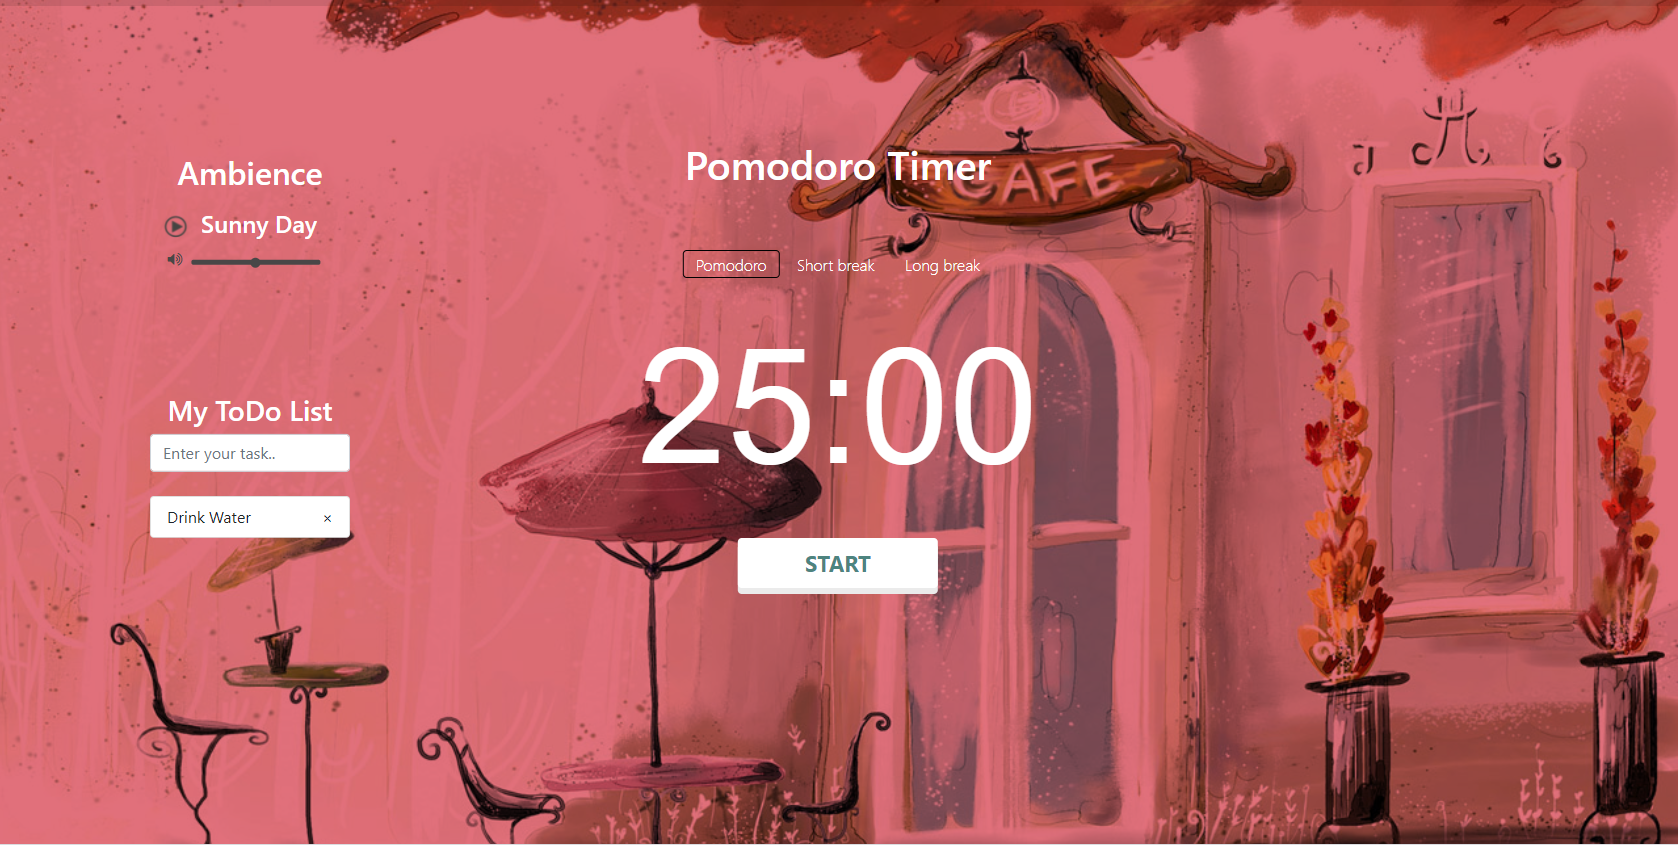 Ambience
Sunny Day
My ToDo List
Enter your task..
Drink Water ×
Pomodoro Timer
CAFE
Pomodoro Short break Long break
25:00
START